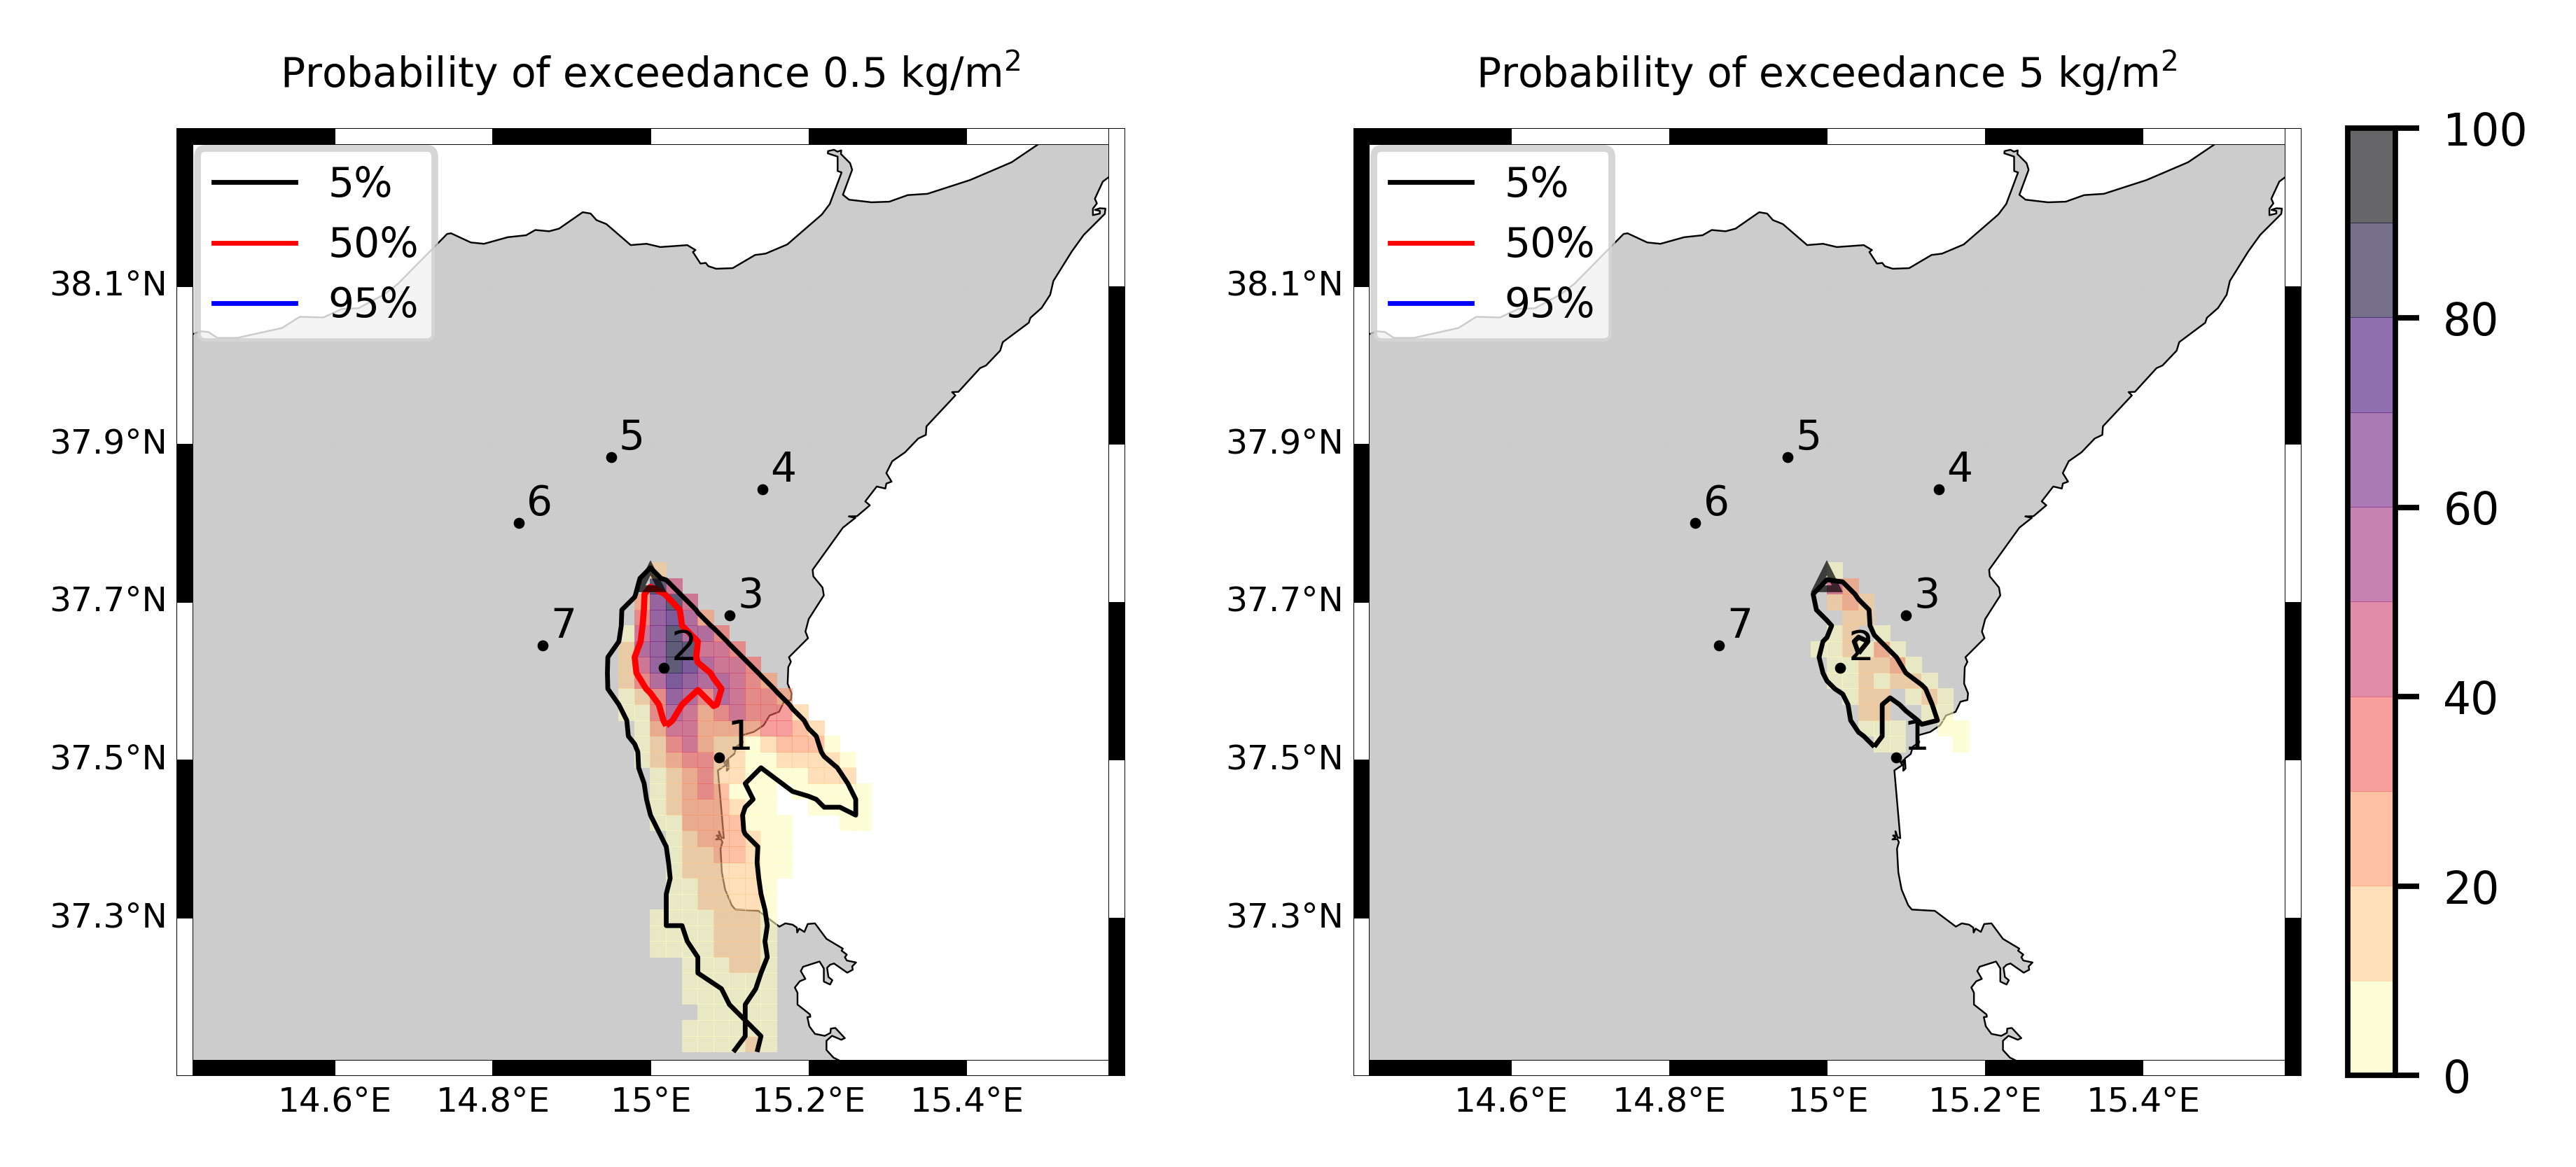 Probability of exceedance 0.5 kg/m²
5%
50%
95%
38.1°N
37.9°N
37.7°N
37.5°N
37.3°N
5
4
6
3
7
2
1
14.6°E
14.8°E
15°E
15.2°E
15.4°E
Probability of exceedance 5 kg/m²
5%
50%
95%
38.1°N
37.9°N
37.7°N
37.5°N
37.3°N
5
4
6
3
7
2
1
14.6°E
14.8°E
15°E
15.2°E
15.4°E
100
80
60
40
20
0